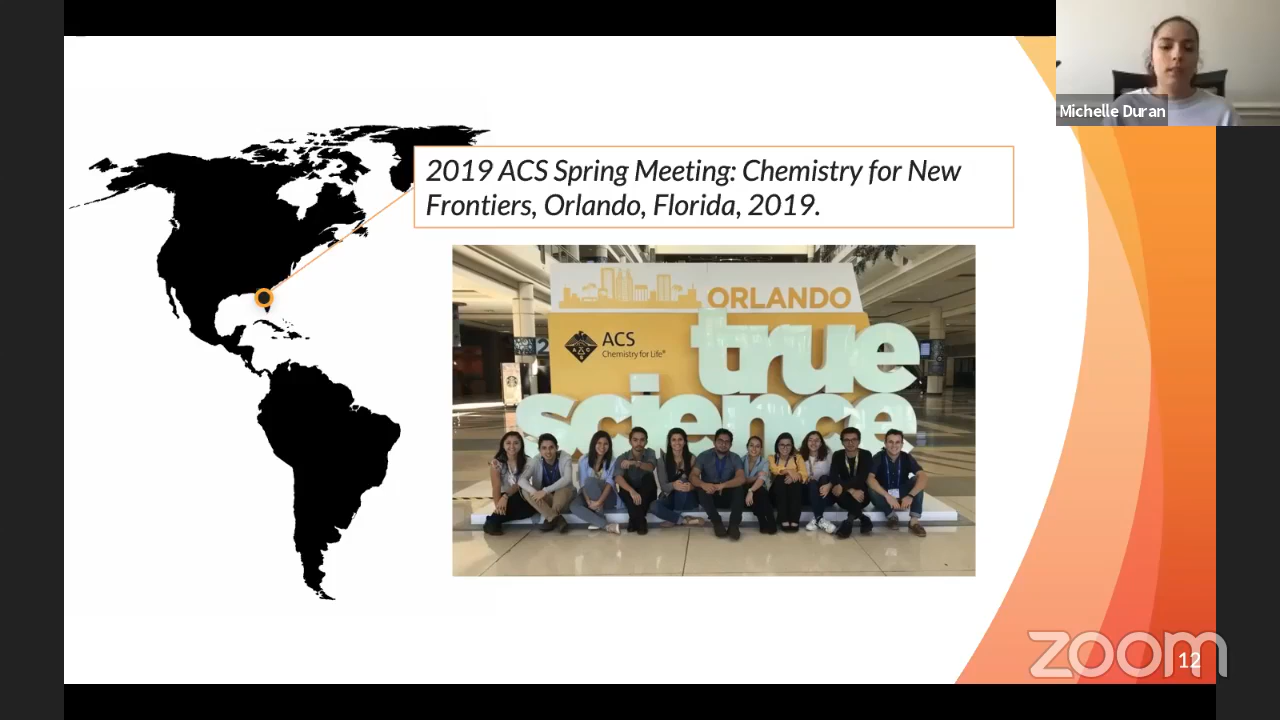 Michelle Duran
2019 ACS Spring Meeting: Chemistry for New
Frontiers, Orlando, Florida, 2019.
ORLANDO
ACS
Chemistry for Life®
true
science
2
zoom
12